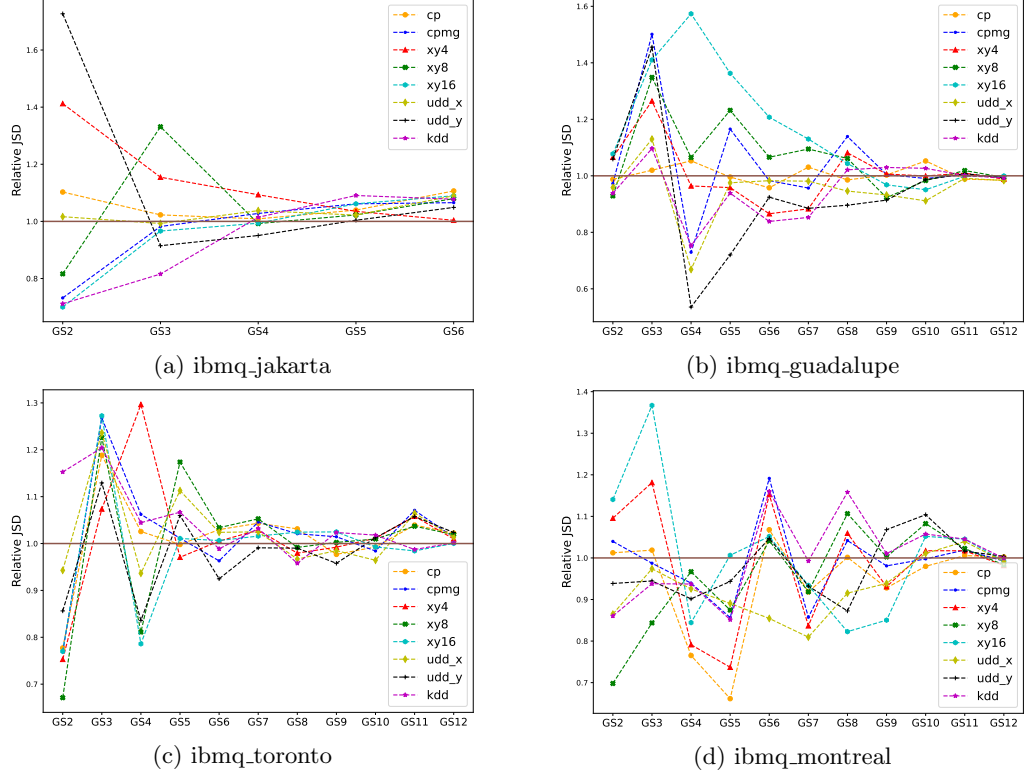 Relative JSD
1.6
1.4
1.2
1.0
0.8
GS2 GS3 GS4 GS5 GS6
cp
cpmg
xy4
xy8
xy16
udd_x
udd_y
kdd
(a) ibmq_jakarta
Relative JSD
1.6
1.4
1.2
1.0
0.8
0.6
GS2 GS3 GS4 GS5 GS6 GS7 GS8 GS9 GS10 GS11 GS12
cp
cpmg
xy4
xy8
xy16
udd_x
udd_y
kdd
(b) ibmq_guadalupe
Relative JSD
1.3
1.2
1.1
1.0
0.9
0.8
0.7
GS2 GS3 GS4 GS5 GS6 GS7 GS8 GS9 GS10 GS11 GS12
cp
cpmg
xy4
xy8
xy16
udd_x
udd_y
kdd
(c) ibmq_toronto
Relative JSD
1.4
1.3
1.2
1.1
1.0
0.9
0.8
0.7
GS2 GS3 GS4 GS5 GS6 GS7 GS8 GS9 GS10 GS11 GS12
cp
cpmg
xy4
xy8
xy16
udd_x
udd_y
kdd
(d) ibmq_montreal